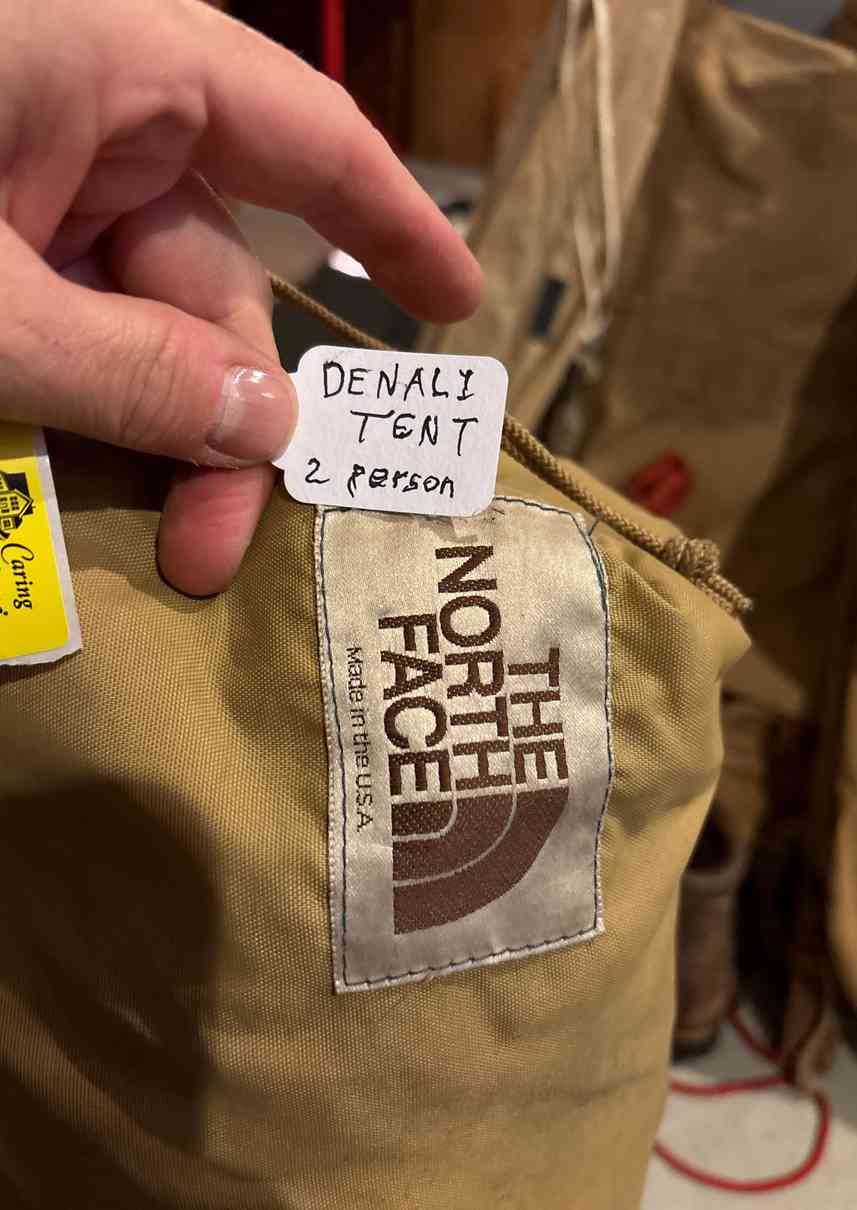 DENALI
TENT
2 person
THE
NORTH
FACE
Made in the U.S.A.
Caring